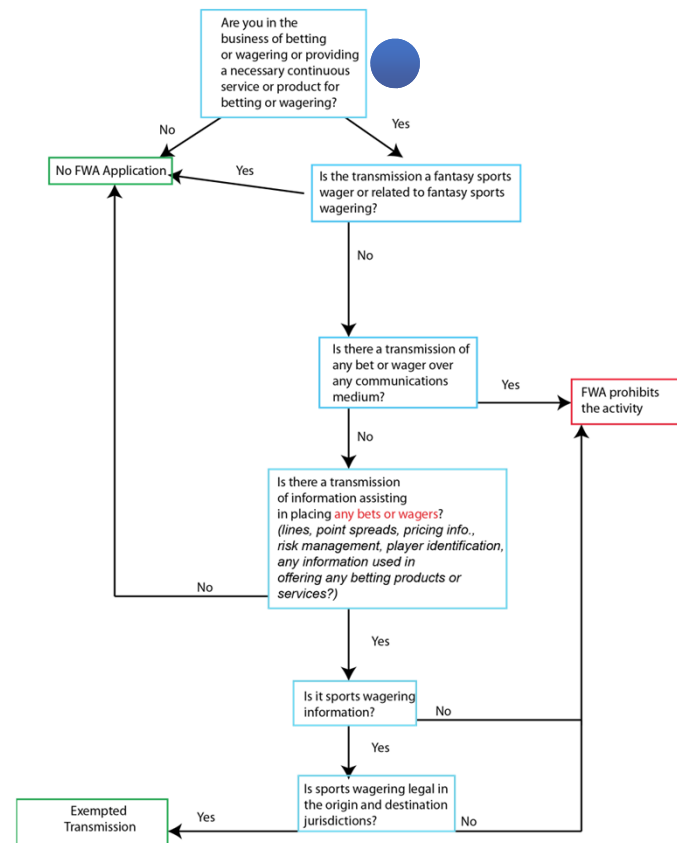 Are you in the
business of betting
or wagering or providing
a necessary continuous
service or product for
betting or wagering?
No
Yes
No FWA Application
Yes
Is the transmission a fantasy sports
wager or related to fantasy sports
wagering?
No
Is there a transmission of
any bet or wager over
any communications
medium?
Yes
FWA prohibits
the activity
No
Is there a transmission
of information assisting
in placing any bets or wagers?
(lines, point spreads, pricing info.,
risk management, player identification,
any information used in
offering any betting products or
services?)
No
Yes
Is it sports wagering
information?
No
Yes
Is sports wagering legal in
the origin and destination
jurisdictions?
Exempted
Transmission
Yes
No